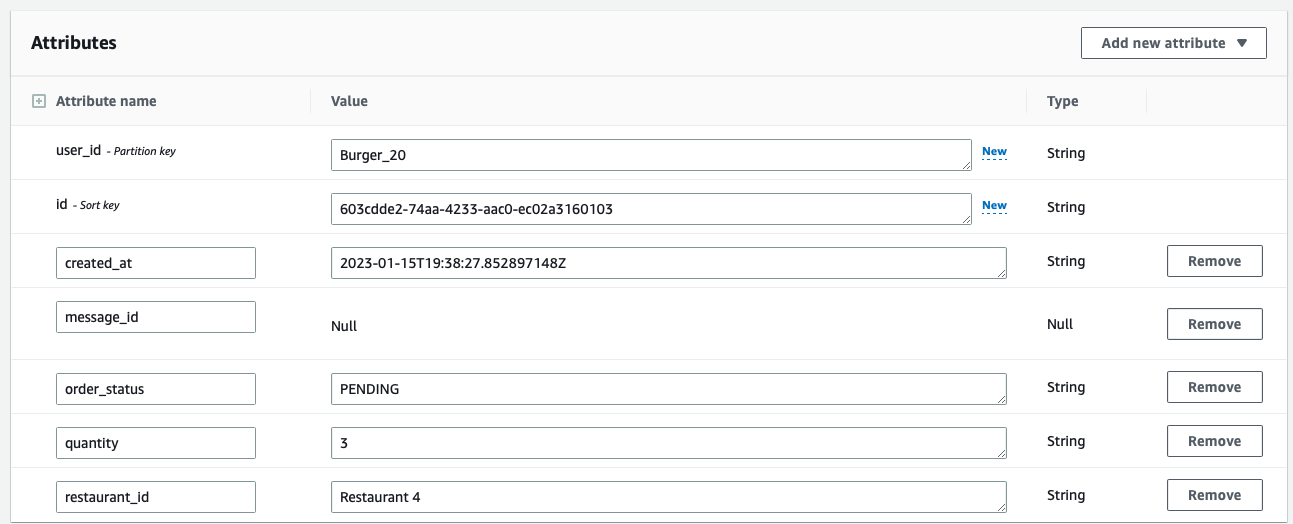 Attributes
Add new attribute ▼
Attribute name Value Type
user_id - Partition key Burger_20 New String
id - Sort key 603cdde2-74aa-4233-aac0-ec02a3160103 New String
created_at 2023-01-15T19:38:27.852897148Z String Remove
message_id Null Null Remove
order_status PENDING String Remove
quantity 3 String Remove
restaurant_id Restaurant 4 String Remove